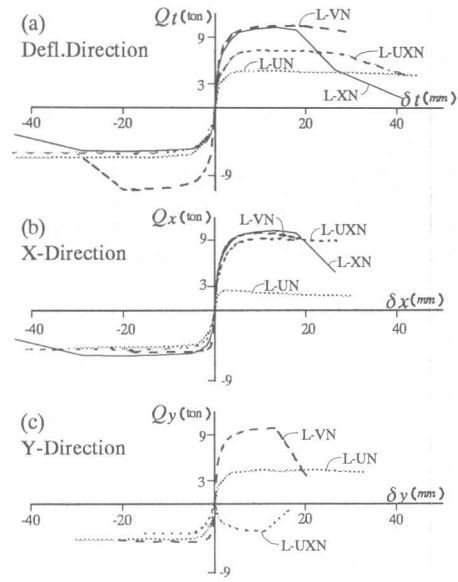 (a) Qt (ton)
L-VN
9
Defl.Direction
L-UXN
L-UN
3
L-XN δt (mm)
-40 -20 20 40
-9
(b) Qx (ton)
L-VN
L-UXN
X-Direction
9
L-XN
3
L-UN
δx (mm)
-40 -20 20 40
-9
(c) Qy (ton)
9
L-VN
Y-Direction
L-UN
3
δy (mm)
-40 -20 20 40
L-UXN
-9